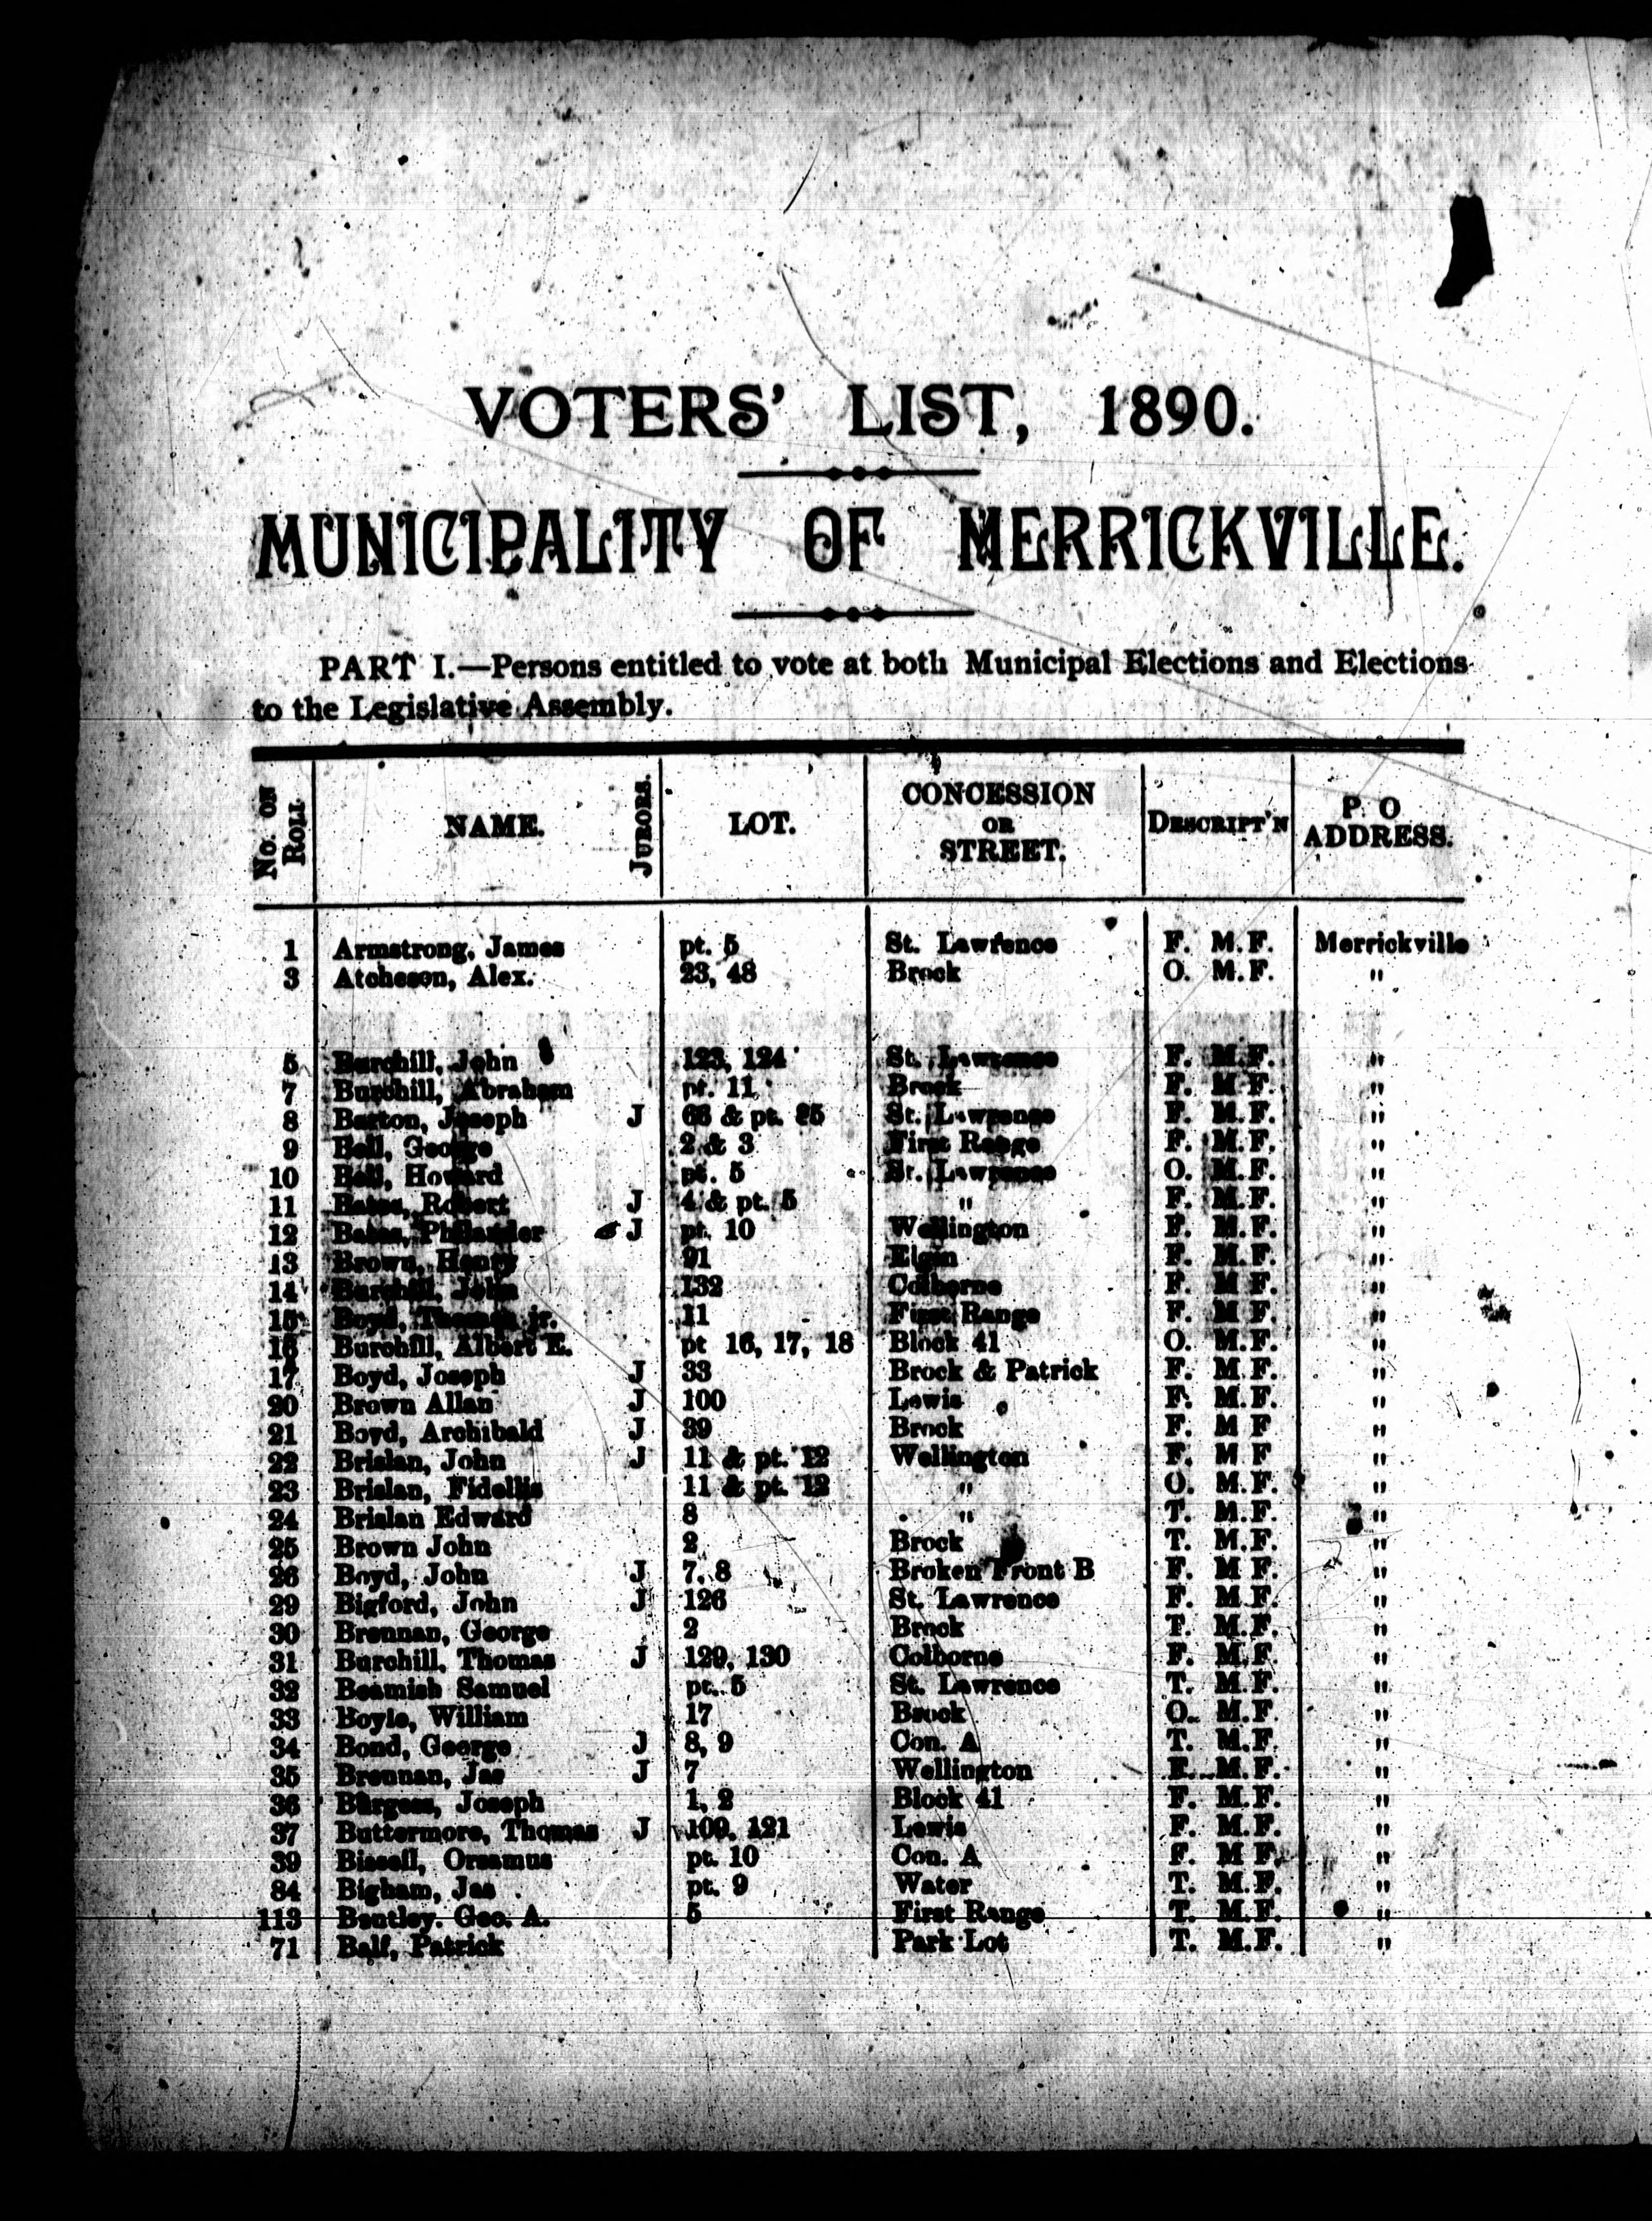 VOTERS' LIST, 1890.
MUNICIPALITY OF MERRICKVILLE.
PART I.—Persons entitled to vote at both Municipal Elections and Elections
to the Legislative Assembly.
No. on Roll NAME. Jurors. LOT. CONCESSION OR STREET. Descript'n P. O ADDRESS.
1 Armstrong, James pt. 5 St. Lawrence F. M.F. Merrickville
3 Atcheson, Alex. 23, 48 Brock O. M.F. "
5 Burchill, John 123, 124 St. Lawrence F. M.F. "
7 Burchill, Abraham pt. 11 Brock F. M F. "
8 Barton, Joseph J 66 & pt. 25 St. Lawrence F. M.F. "
9 Bell, George 2 & 3 First Range F. M.F. "
10 Bell, Howard pt. 5 St. Lawrence O. M.F. "
11 Bates, Robert J 4 & pt. 5 " F. M.F. "
12 Bates, Philander J pt. 10 Wellington F. M.F. "
13 Brown, Henry 91 Elgin F. M.F. "
14 Burchill, John 132 Colborne F. M F. "
15 Boyd, Thomas jr. 11 First Range F. M F. "
16 Burchill, Albert E. pt 16, 17, 18 Block 41 O. M.F. "
17 Boyd, Joseph J 33 Brock & Patrick F. M F. "
20 Brown Allan J 100 Lewis F. M.F. "
21 Boyd, Archibald J 39 Brock F. M F "
22 Brislan, John J 11 & pt. 12 Wellington F. M F "
23 Brislan, Fidellis 11 & pt. 12 " O. M.F. "
24 Brislan Edward 8 " T. M.F. "
25 Brown John 2 Brock T. M.F. "
26 Boyd, John J 7, 8 Broken Front B F. M F. "
29 Bigford, John J 126 St. Lawrence F. M F. "
30 Brennan, George 2 Brock T. M.F. "
31 Burchill, Thomas J 129, 130 Colborne F. M.F. "
32 Beamish Samuel pt. 5 St. Lawrence T. M.F. "
33 Boyle, William 17 Brock O. M.F. "
34 Bond, George J 8, 9 Con. A T. M.F. "
35 Brennan, Jas J 7 Wellington F. M.F. "
36 Burgess, Joseph 1, 2 Block 41 F. M.F. "
37 Buttermore, Thomas J 109, 121 Lewis F. M.F. "
39 Bissell, Orsamus pt. 10 Con. A F. M F. "
84 Bigham, Jas pt. 9 Water T. M.F. "
113 Bentley. Geo. A. 5 First Range T. M.F. "
71 Balf, Patrick Park Lot T. M.F. "